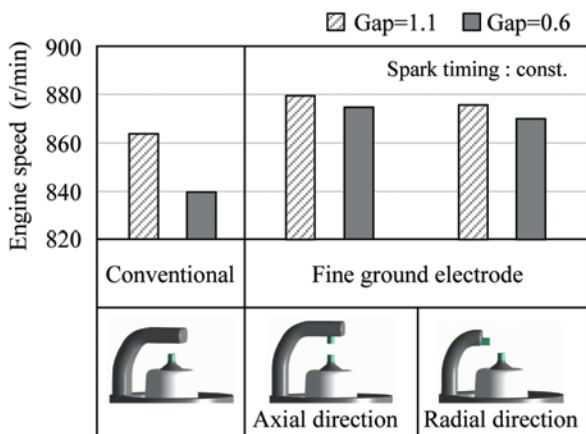 Gap=1.1 Gap=0.6
900
880
860
840
820
Engine speed (r/min)
Spark timing : const.
Conventional Fine ground electrode
Axial direction Radial direction